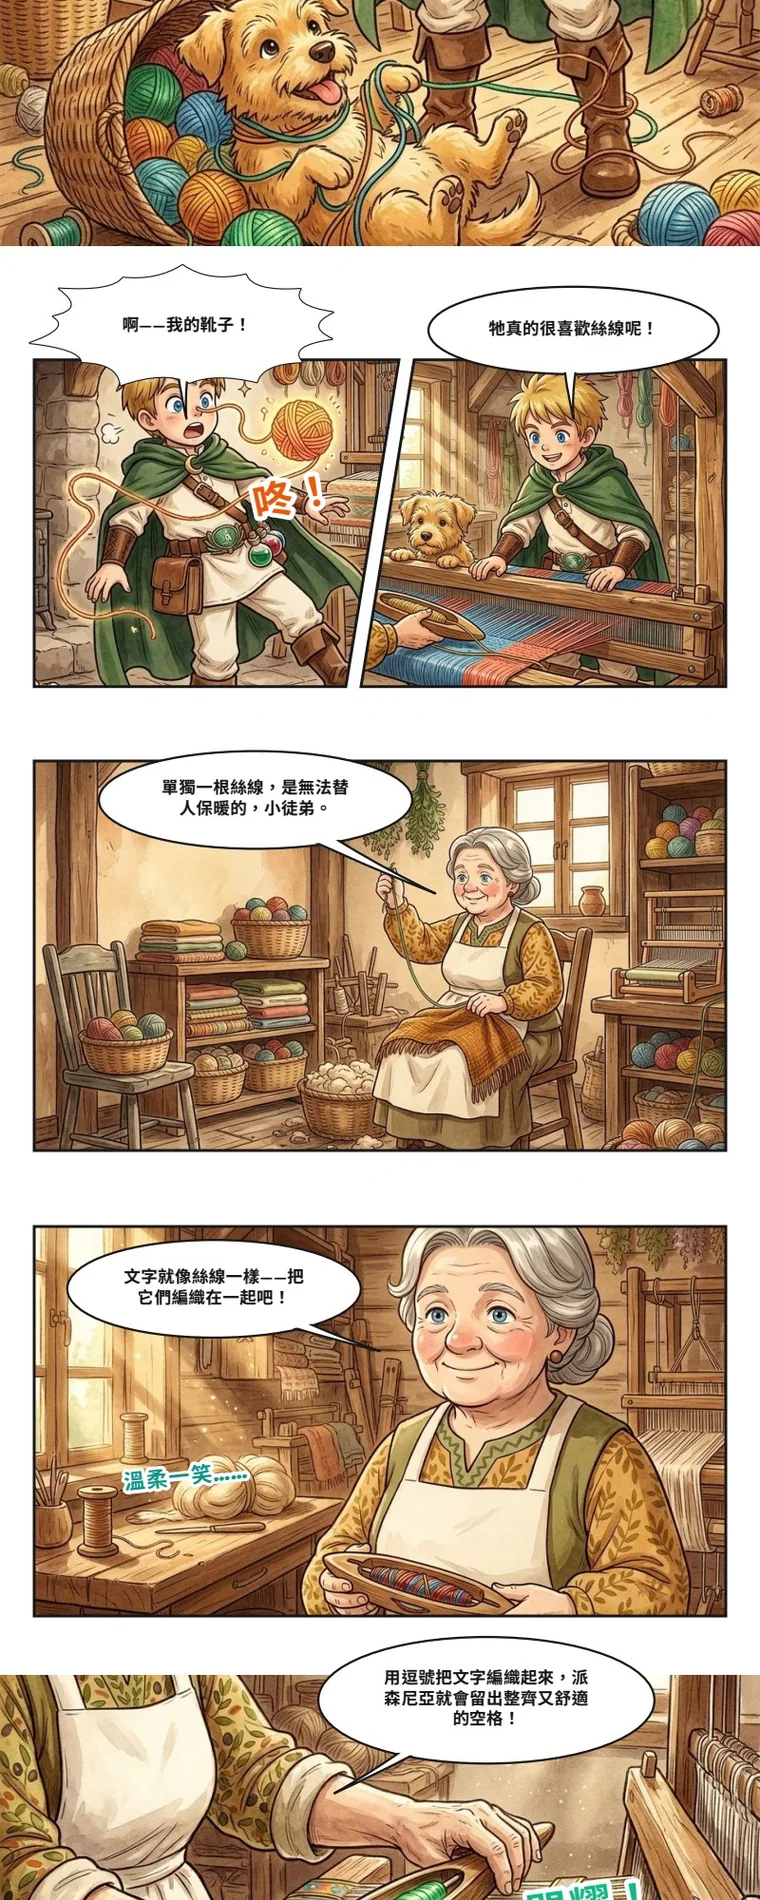 啊——我的靴子！
牠真的很喜歡絲線呢！
咚！
單獨一根絲線，是無法替
人保暖的，小徒弟。
文字就像絲線一樣——把
它們編織在一起吧！
溫柔一笑……
用逗號把文字編織起來，派
森尼亞就會留出整齊又舒適
的空格！